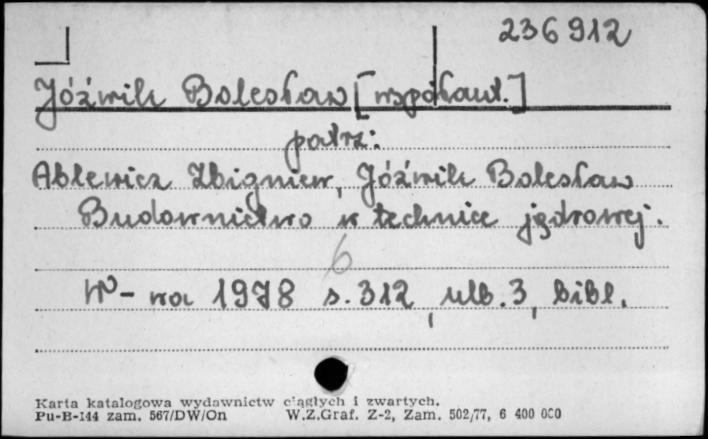 236912
Jóźwik Bolesław [współaut.]
patrz:
Ablewicz Zbigniew, Jóźwik Bolesław
Budownictwo w technice jądrowej.
6
W-wa 1978 s. 312, nlb. 3, bibl.
Karta katalogowa wydawnictw ciągłych i zwartych.
Pu-B-144 zam. 567/DW/On W.Z.Graf. Z-2, Zam. 502/77, 6 400 000